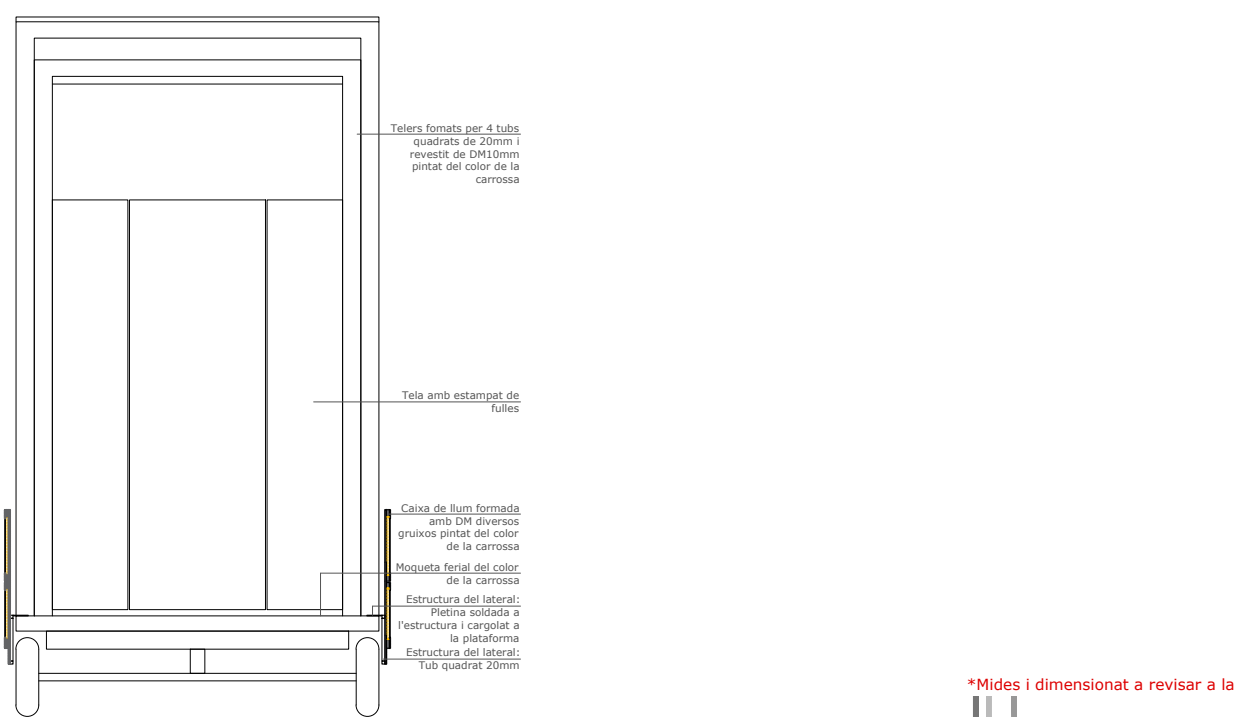 Telers fomats per 4 tubs
quadrats de 20mm i
revestit de DM10mm
pintat del color de la
carrossa
Tela amb estampat de
fulles
Caixa de llum formada
amb DM diversos
gruixos pintat del color
de la carrossa
Moqueta ferial del color
de la carrossa
Estructura del lateral:
Pletina soldada a
l'estructura i cargolat a
la plataforma
Estructura del lateral:
Tub quadrat 20mm
*Mides i dimensionat a revisar a la